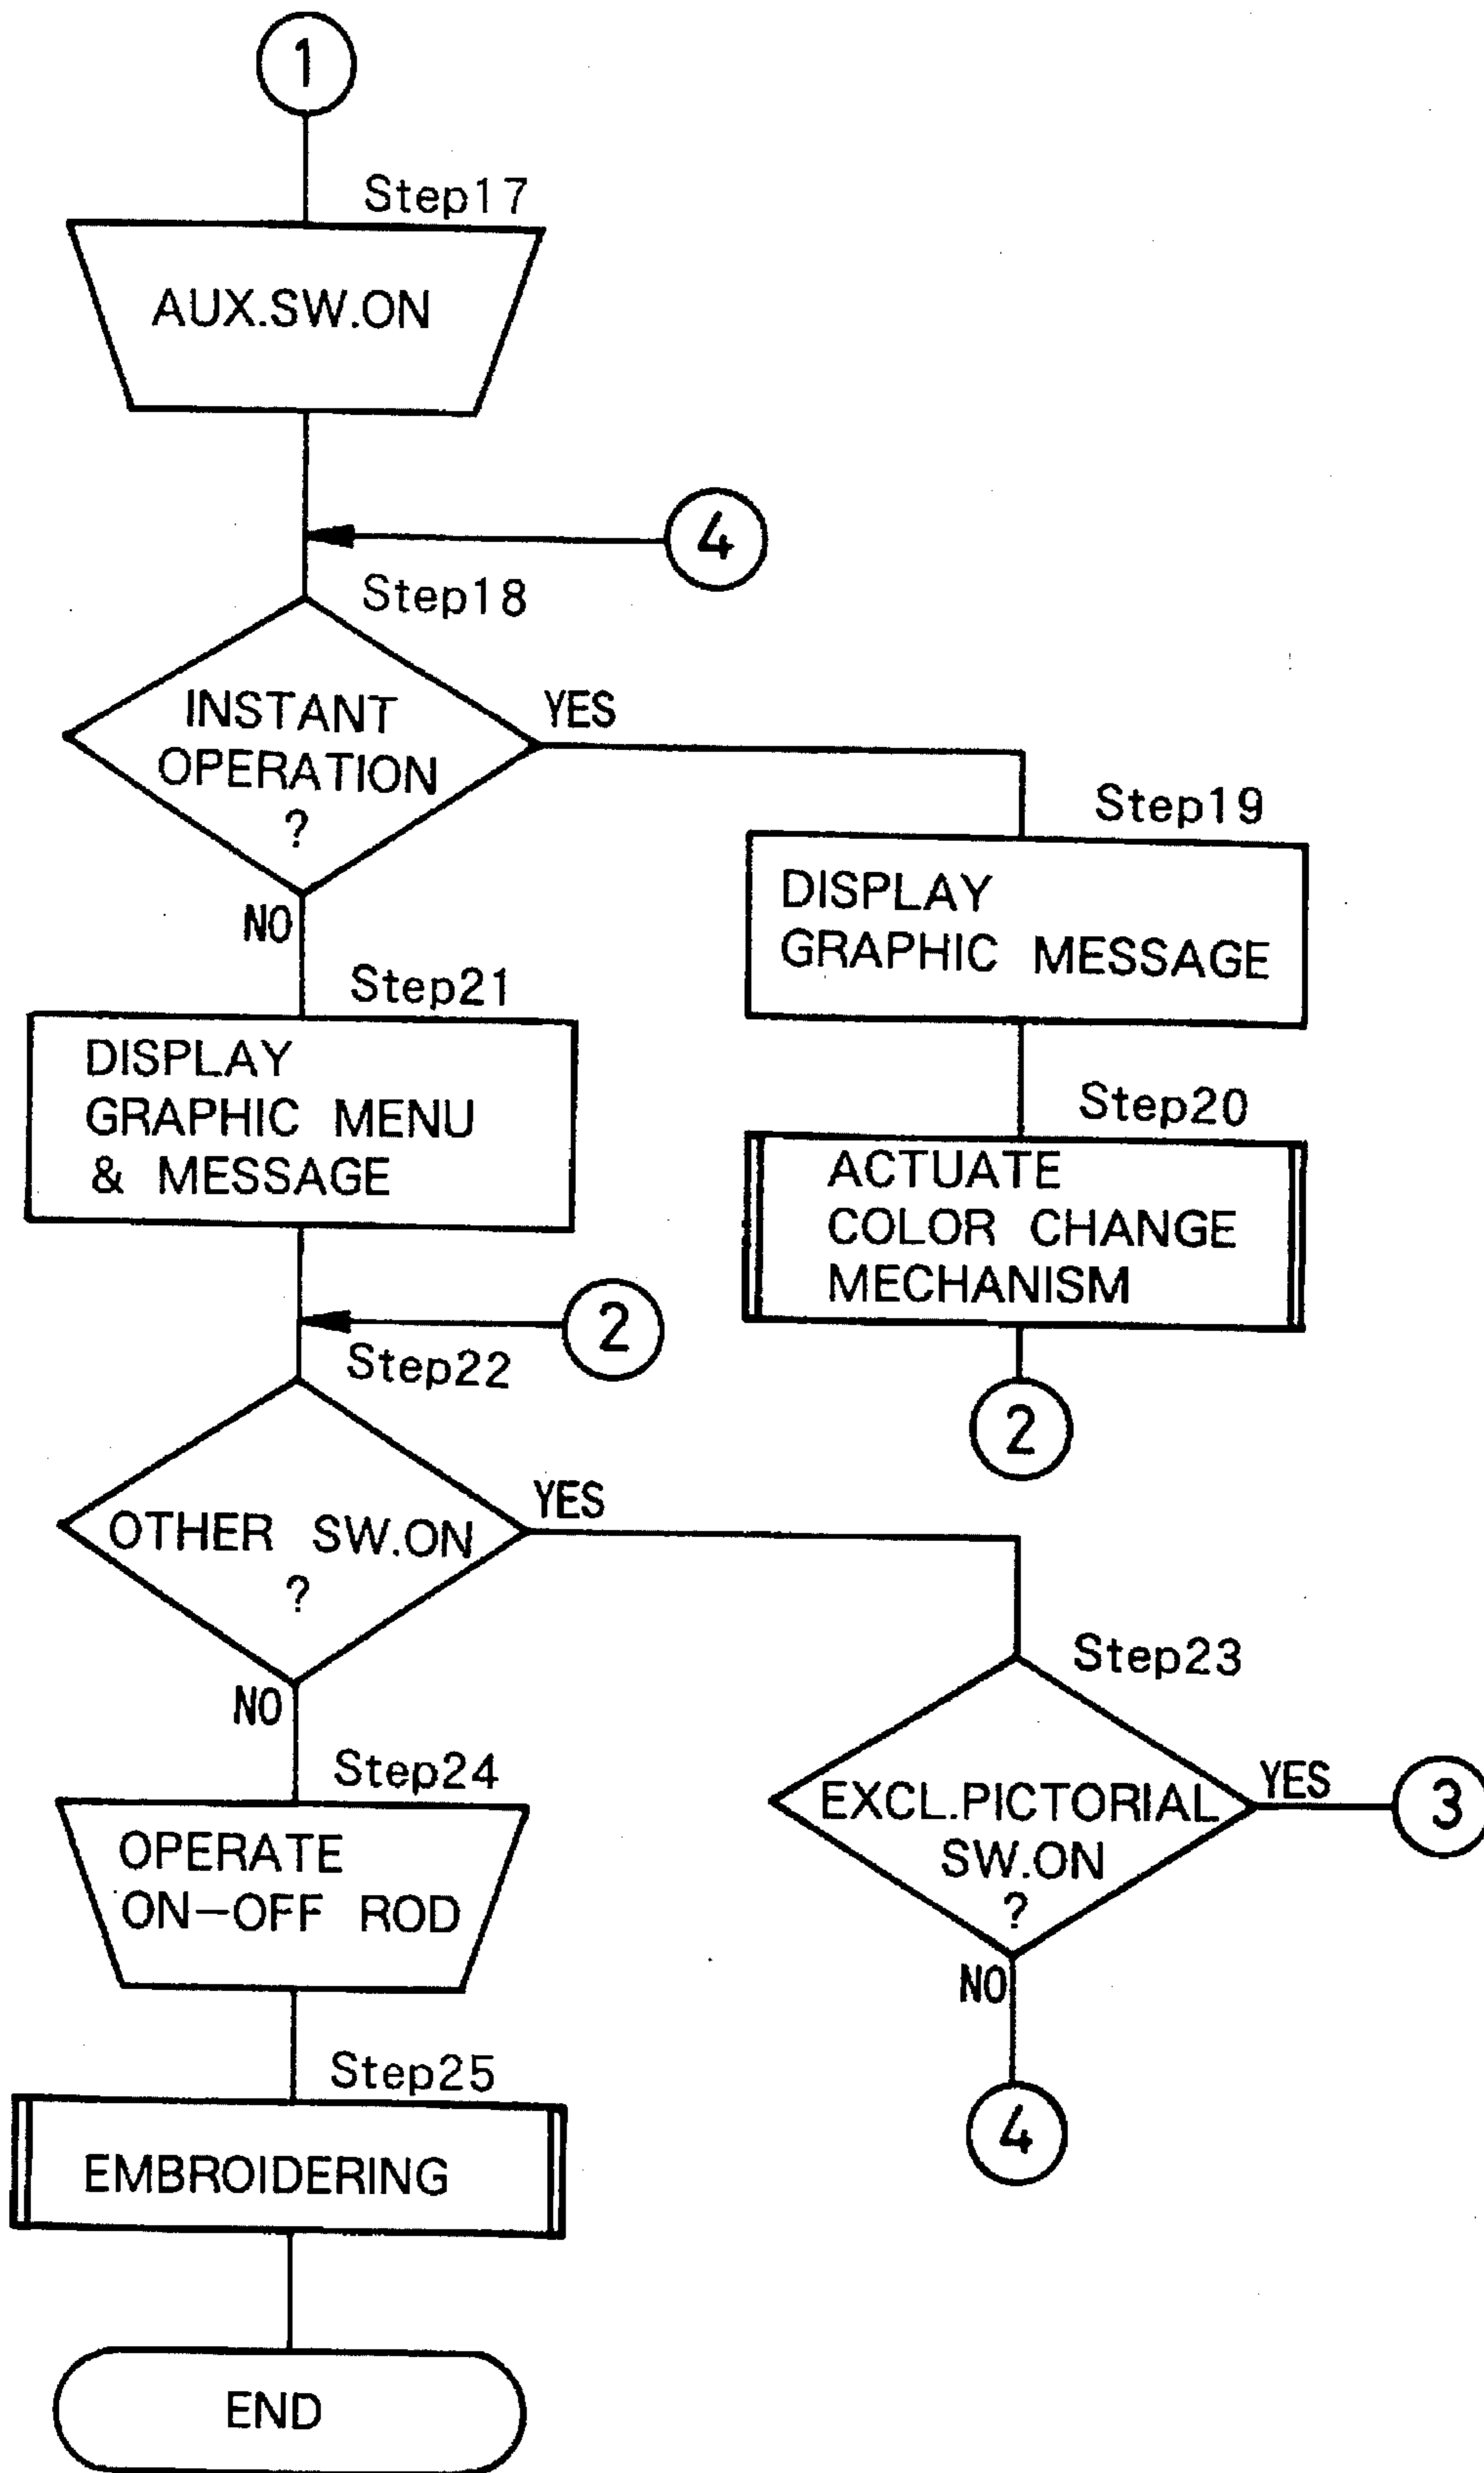 1
Step17
AUX.SW.ON
4
Step18
INSTANT
OPERATION
?
YES
NO
Step19
DISPLAY
GRAPHIC MESSAGE
Step20
ACTUATE
COLOR CHANGE
MECHANISM
2
Step21
DISPLAY
GRAPHIC MENU
& MESSAGE
2
Step22
OTHER SW.ON
?
YES
NO
Step23
EXCL.PICTORIAL
SW.ON
?
YES
3
NO
4
Step24
OPERATE
ON-OFF ROD
Step25
EMBROIDERING
END